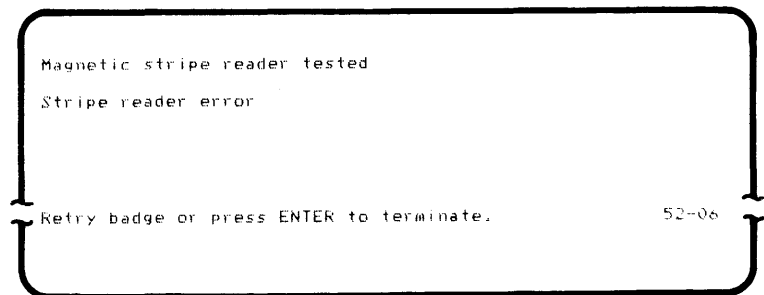 Magnetic stripe reader tested
Stripe reader error
Retry badge or press ENTER to terminate. 52-06